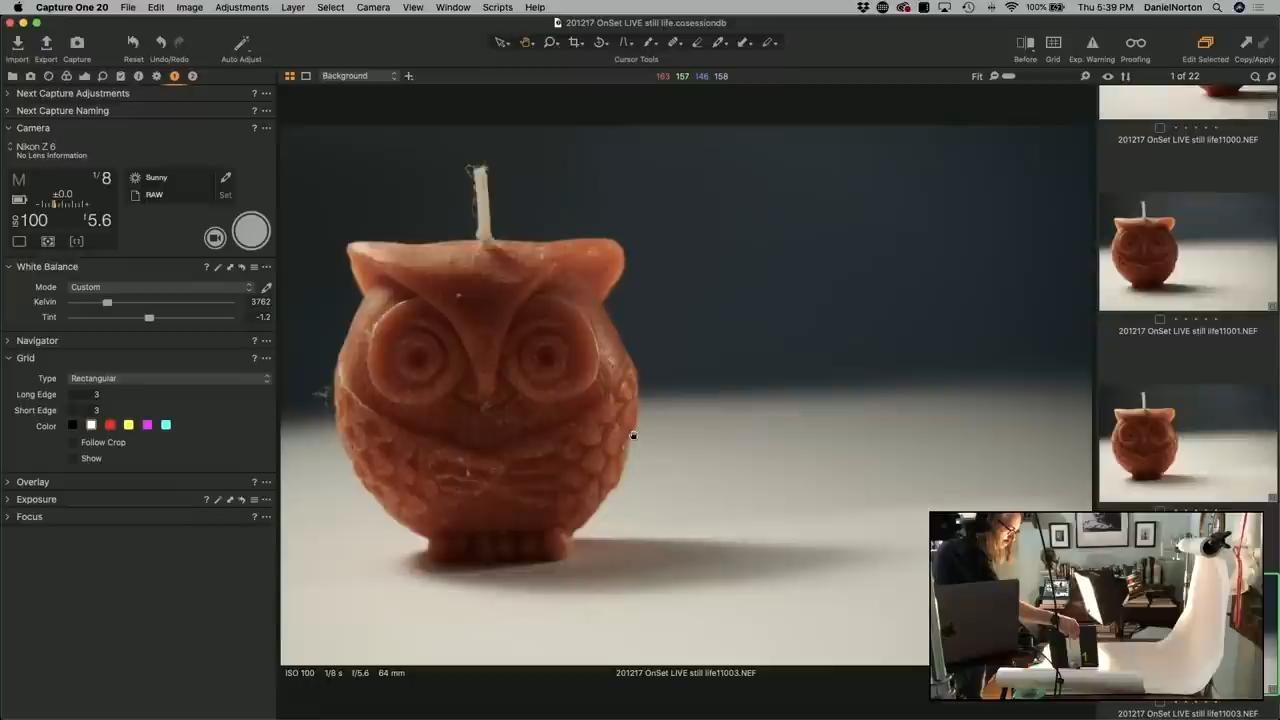 Capture One 20 File Edit Image Adjustments Layer Select Camera View Window Scripts Help 100% Thu 5:39 PM DanielNorton
201217 OnSet LIVE still life.cosessiondb
Import Export Capture Reset Undo/Redo Auto Adjust Cursor Tools Before Grid Exp. Warning Proofing Edit Selected Copy/Apply
Background 163 157 146 158 Fit 1 of 22
Next Capture Adjustments ? ...
Next Capture Naming ? ...
Camera ? ...
Nikon Z 6
No Lens Information
M 1/8 Sunny
±0.0
RAW Set
ISO 100 f5.6
White Balance ? ...
Mode Custom
Kelvin 3762
Tint -1.2
Navigator ? ...
Grid ? ...
Type Rectangular
Long Edge 3
Short Edge 3
Color
Follow Crop
Show
Overlay ? ...
Exposure ? ...
Focus ? ...
201217 OnSet LIVE still life11000.NEF
201217 OnSet LIVE still life11001.NEF
ISO 100 1/8 s f/5.6 64 mm 201217 OnSet LIVE still life11003.NEF
201217 OnSet LIVE still life11003.NEF